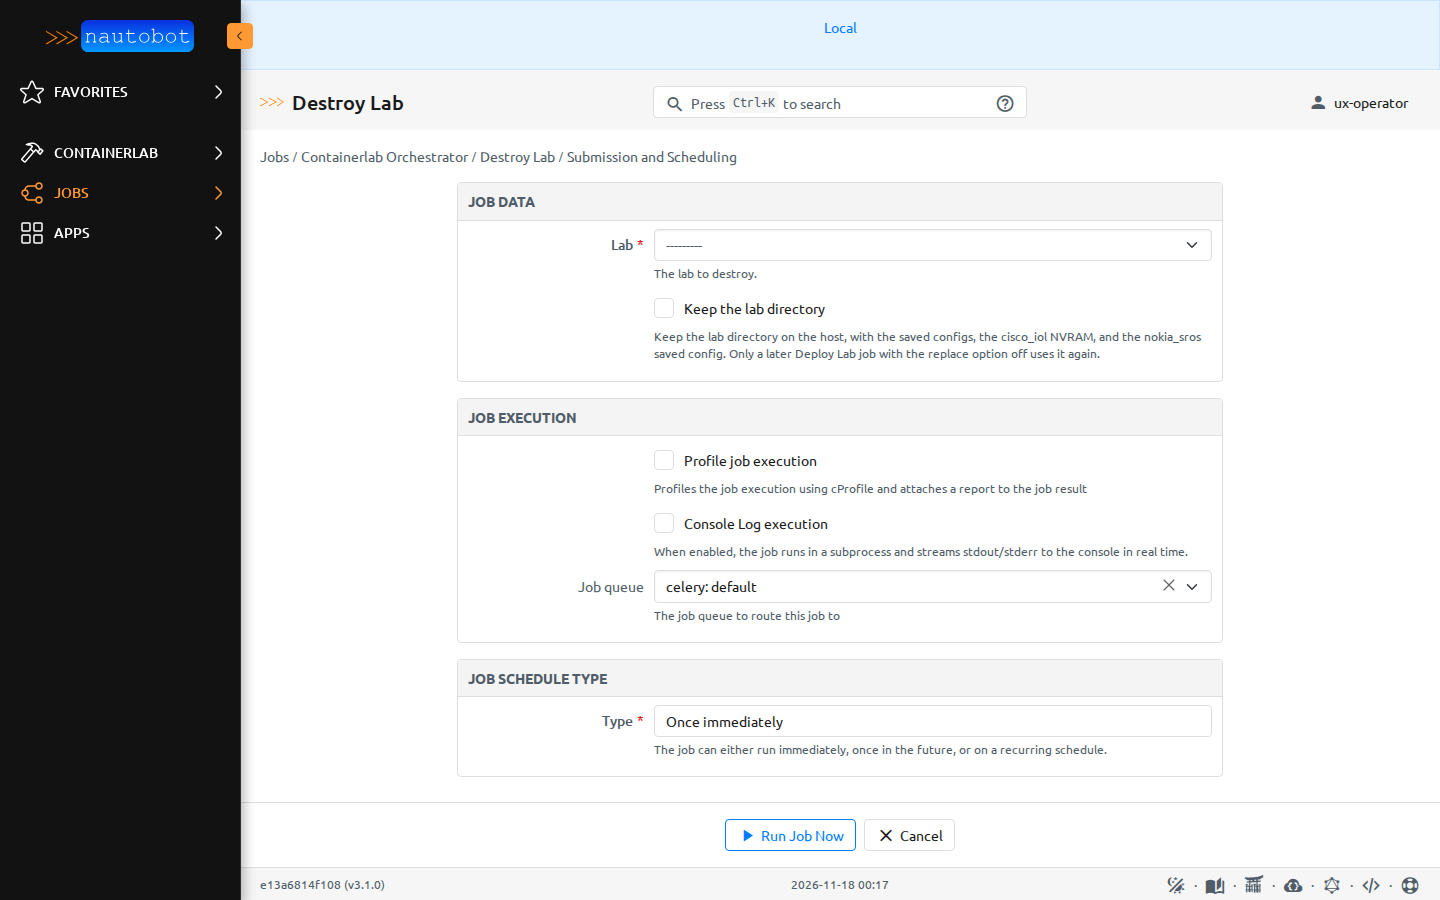 nautobot
FAVORITES
CONTAINERLAB
JOBS
APPS
Local
Destroy Lab
Press Ctrl+K to search
ux-operator
Jobs / Containerlab Orchestrator / Destroy Lab / Submission and Scheduling
JOB DATA
Lab *
---------
The lab to destroy.
Keep the lab directory
Keep the lab directory on the host, with the saved configs, the cisco_iol NVRAM, and the nokia_sros
saved config. Only a later Deploy Lab job with the replace option off uses it again.
JOB EXECUTION
Profile job execution
Profiles the job execution using cProfile and attaches a report to the job result
Console Log execution
When enabled, the job runs in a subprocess and streams stdout/stderr to the console in real time.
Job queue
celery: default
The job queue to route this job to
JOB SCHEDULE TYPE
Type *
Once immediately
The job can either run immediately, once in the future, or on a recurring schedule.
Run Job Now
Cancel
e13a6814f108 (v3.1.0)
2026-11-18 00:17